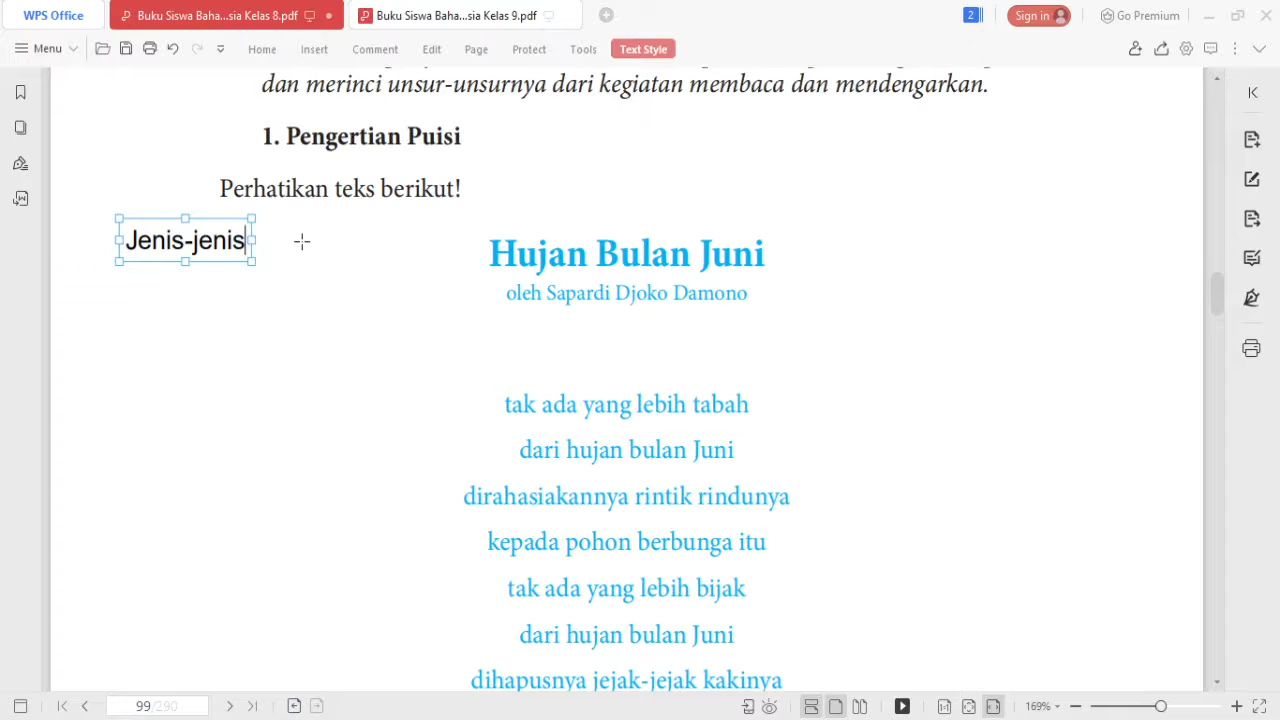 WPS Office
Buku Siswa Baha...sia Kelas 8.pdf
Buku Siswa Baha...sia Kelas 9.pdf
2
Sign in
Go Premium
Menu
Home
Insert
Comment
Edit
Page
Protect
Tools
Text Style
dan merinci unsur-unsurnya dari kegiatan membaca dan mendengarkan.
1. Pengertian Puisi
Perhatikan teks berikut!
Jenis-jenis
Hujan Bulan Juni
oleh Sapardi Djoko Damono
tak ada yang lebih tabah
dari hujan bulan Juni
dirahasiakannya rintik rindunya
kepada pohon berbunga itu
tak ada yang lebih bijak
dari hujan bulan Juni
dihapusnya jejak-jejak kakinya
99/290
169%